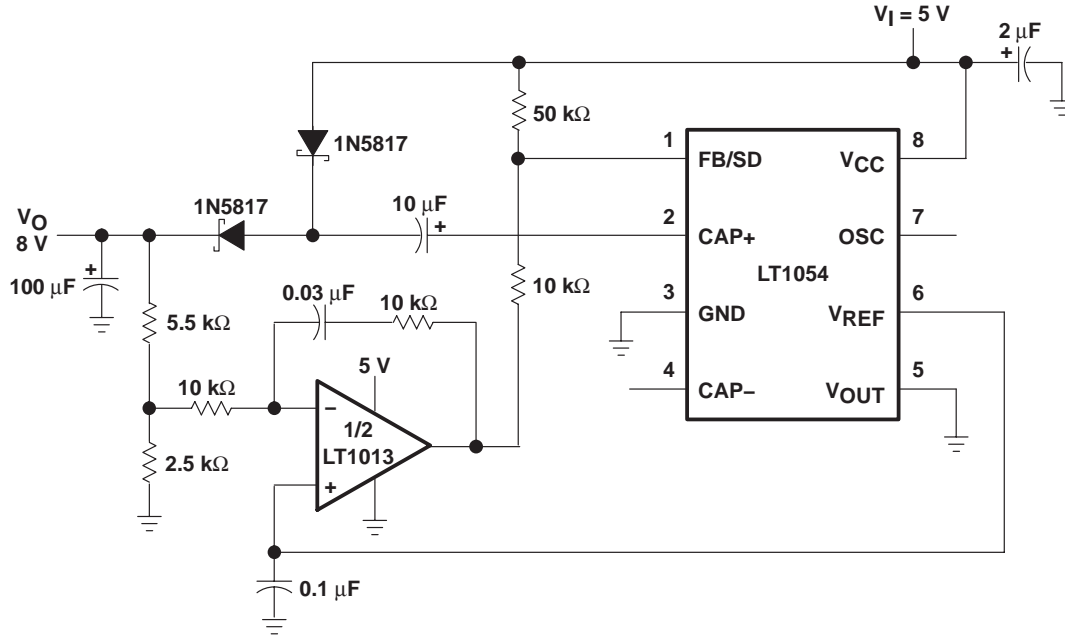 V_I = 5 V
2 μF
+
50 kΩ
1N5817
1 FB/SD
V_CC 8
1N5817
V_O
8 V
10 μF
+
2 CAP+
OSC 7
LT1054
+
100 μF
5.5 kΩ
0.03 μF
10 kΩ
10 kΩ
3 GND
V_REF 6
5 V
4 CAP−
V_OUT 5
10 kΩ
−
1/2
LT1013
+
2.5 kΩ
0.1 μF